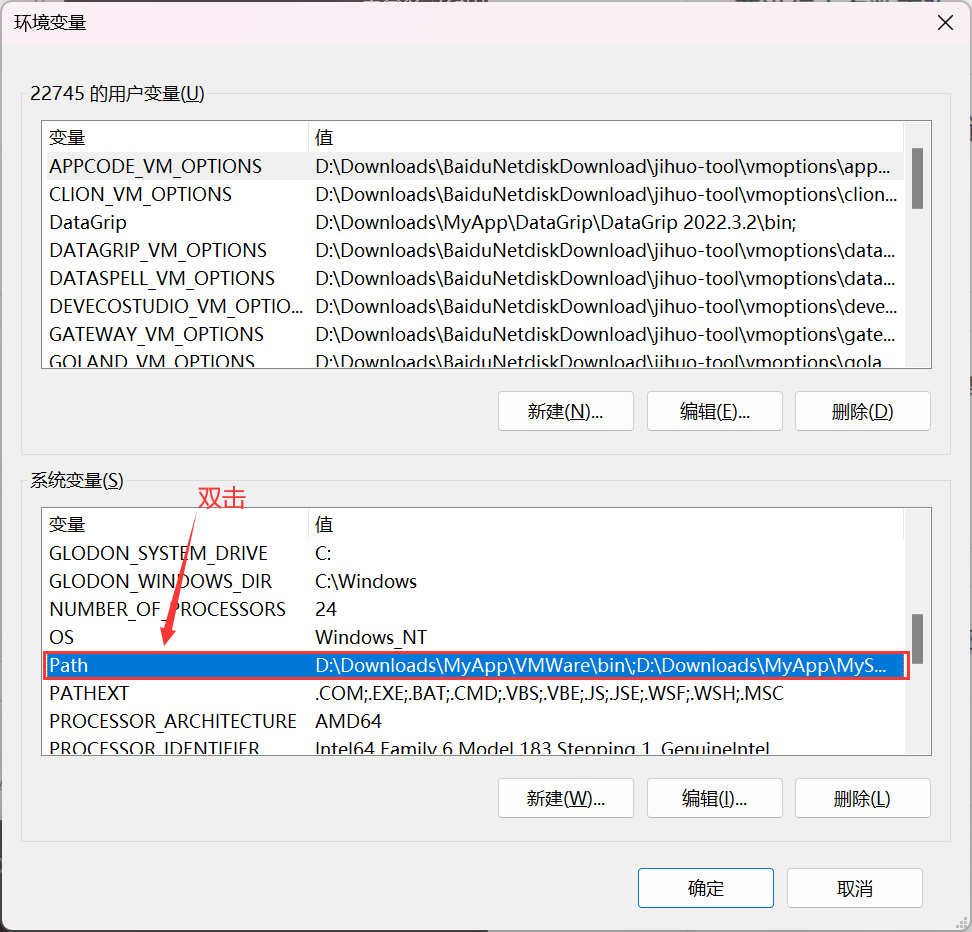 环境变量
22745 的用户变量(U)
变量 值
APPCODE_VM_OPTIONS D:\Downloads\BaiduNetdiskDownload\jihuo-tool\vmoptions\app...
CLION_VM_OPTIONS D:\Downloads\BaiduNetdiskDownload\jihuo-tool\vmoptions\clion...
DataGrip D:\Downloads\MyApp\DataGrip\DataGrip 2022.3.2\bin;
DATAGRIP_VM_OPTIONS D:\Downloads\BaiduNetdiskDownload\jihuo-tool\vmoptions\data...
DATASPELL_VM_OPTIONS D:\Downloads\BaiduNetdiskDownload\jihuo-tool\vmoptions\data...
DEVECOSTUDIO_VM_OPTIO... D:\Downloads\BaiduNetdiskDownload\jihuo-tool\vmoptions\deve...
GATEWAY_VM_OPTIONS D:\Downloads\BaiduNetdiskDownload\jihuo-tool\vmoptions\gate...
GOLAND_VM_OPTIONS D:\Downloads\BaiduNetdiskDownload\jihuo-tool\vmoptions\gola
新建(N)... 编辑(E)... 删除(D)
系统变量(S)
双击
变量 值
GLODON_SYSTEM_DRIVE C:
GLODON_WINDOWS_DIR C:\Windows
NUMBER_OF_PROCESSORS 24
OS Windows_NT
Path D:\Downloads\MyApp\VMWare\bin\;D:\Downloads\MyApp\MyS...
PATHEXT .COM;.EXE;.BAT;.CMD;.VBS;.VBE;.JS;.JSE;.WSF;.WSH;.MSC
PROCESSOR_ARCHITECTURE AMD64
PROCESSOR_IDENTIFIER Intel64 Family 6 Model 183 Stepping 1, GenuineIntel
新建(W)... 编辑(I)... 删除(L)
确定 取消